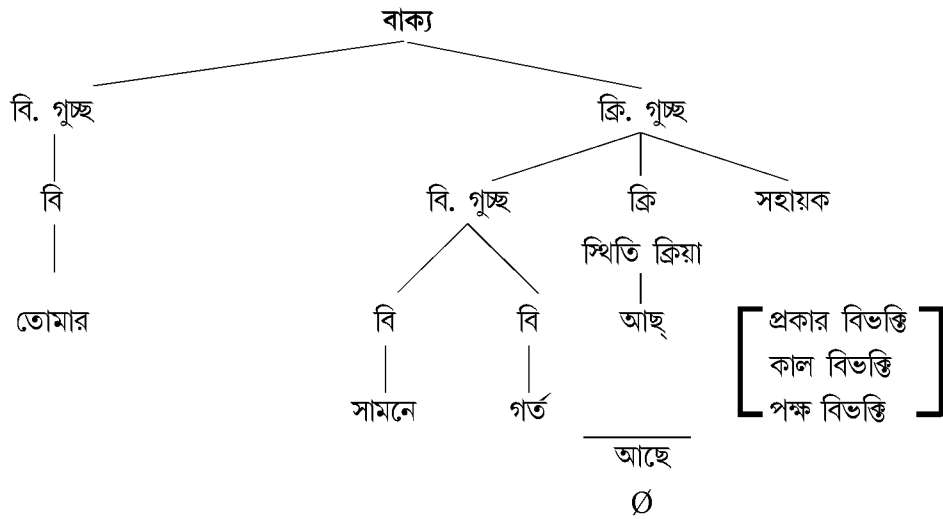 বাক্য
বি. গুচ্ছ ক্রি. গুচ্ছ
বি বি. গুচ্ছ ক্রি সহায়ক
স্থিতি ক্রিয়া
তোমার বি বি আছ্ প্রকার বিভক্তি
কাল বিভক্তি
সামনে গর্ত পক্ষ বিভক্তি
আছে
Ø